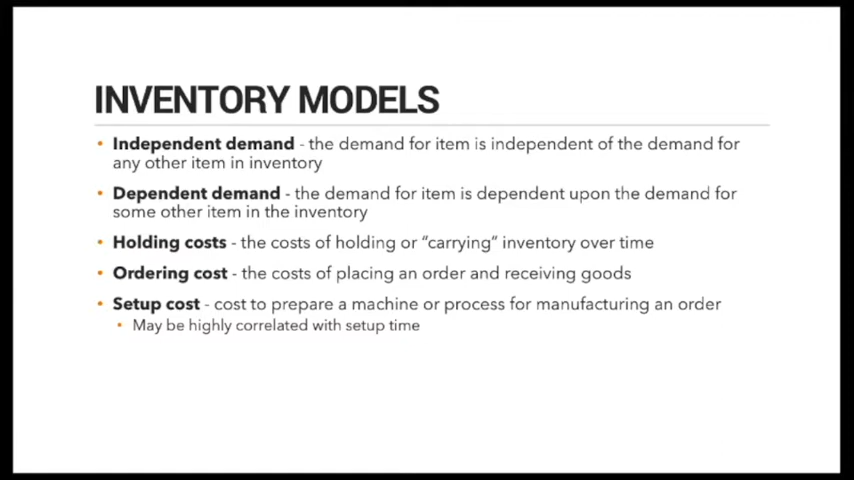 INVENTORY MODELS
• Independent demand - the demand for item is independent of the demand for
any other item in inventory
• Dependent demand - the demand for item is dependent upon the demand for
some other item in the inventory
• Holding costs - the costs of holding or “carrying” inventory over time
• Ordering cost - the costs of placing an order and receiving goods
• Setup cost - cost to prepare a machine or process for manufacturing an order
• May be highly correlated with setup time